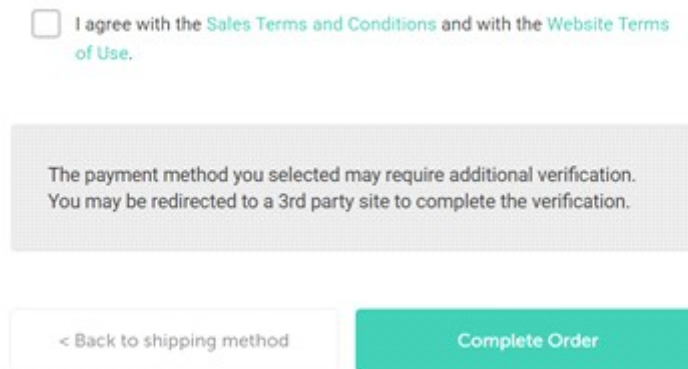 I agree with the Sales Terms and Conditions and with the Website Terms
of Use.
The payment method you selected may require additional verification.
You may be redirected to a 3rd party site to complete the verification.
< Back to shipping method
Complete Order